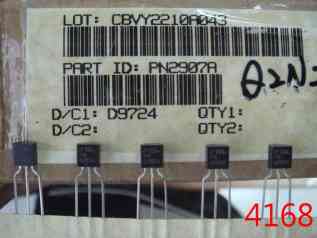 LOT: CBVY2210A043
PART ID: PN2907A
D/C1: D9724 QTY1:
D/C2: QTY2:
4168